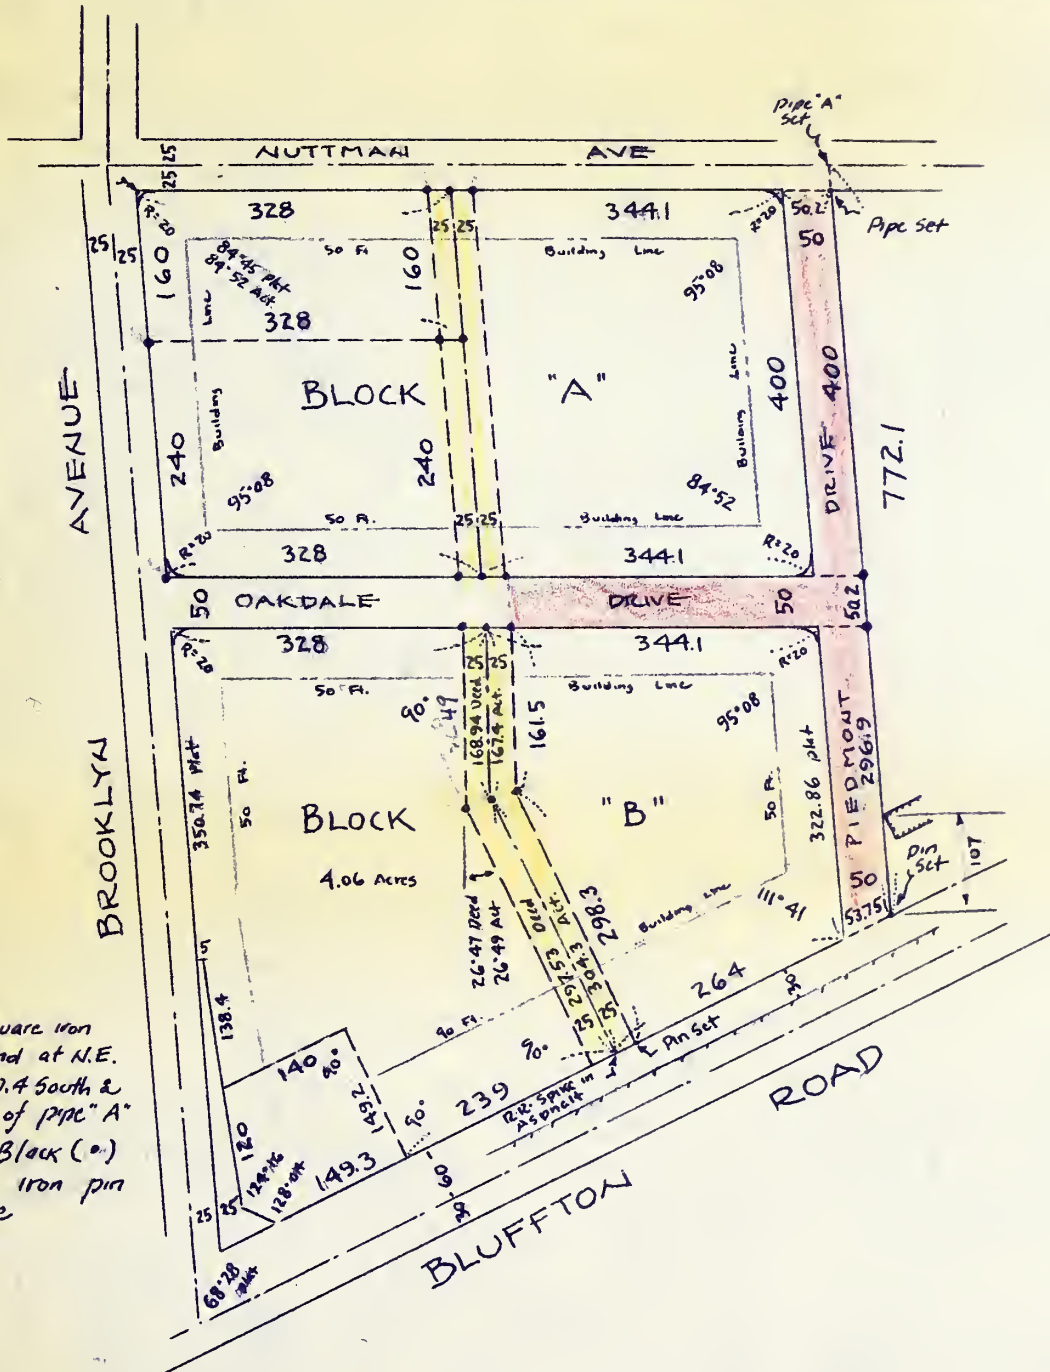 pipe "A"
Set
NUTTMAN AVE
25
25
328
344.1
50.2
Pipe Set
R=20
25 25
R=20
50
25
25
160
84°45 plat
84°52 Act.
50 Ft.
160
Building Line
95°08
Line
328
BLOCK "A"
Building
Line
Building
400
DRIVE 400
772.1
AVENUE
240
95°08
240
84°52
50 Ft.
25 25
Building Line
R=20
328
344.1
R=20
50
OAKDALE
DRIVE
50
50.2
328
344.1
R=20
25 25
R=20
50 Ft.
Building Line
90°
168.94 Deed
167.4 Act.
161.5
95°08
BROOKLYN
350.74 Plat
50 Ft.
BLOCK "B"
4.06 Acres
50 Ft.
322.86 plat
PIEDMONT
296.9
Pin
Set
107
50
53.75
111°41
Building Line
26°47 Deed
26°49 Act
297.53 Deed
304.3 Act.
298.3
25 25
264
30
15
138.4
90 Ft.
90°
Pin Set
140
90°
149.2
90°
239
R.R. Spike in
Asphalt
ROAD
uare iron
nd at N.E.
.4 South &
of pipe "A"
Black (•)
iron pin
120
149.3
60
30
25 25
68°28
plat
BLUFFTON